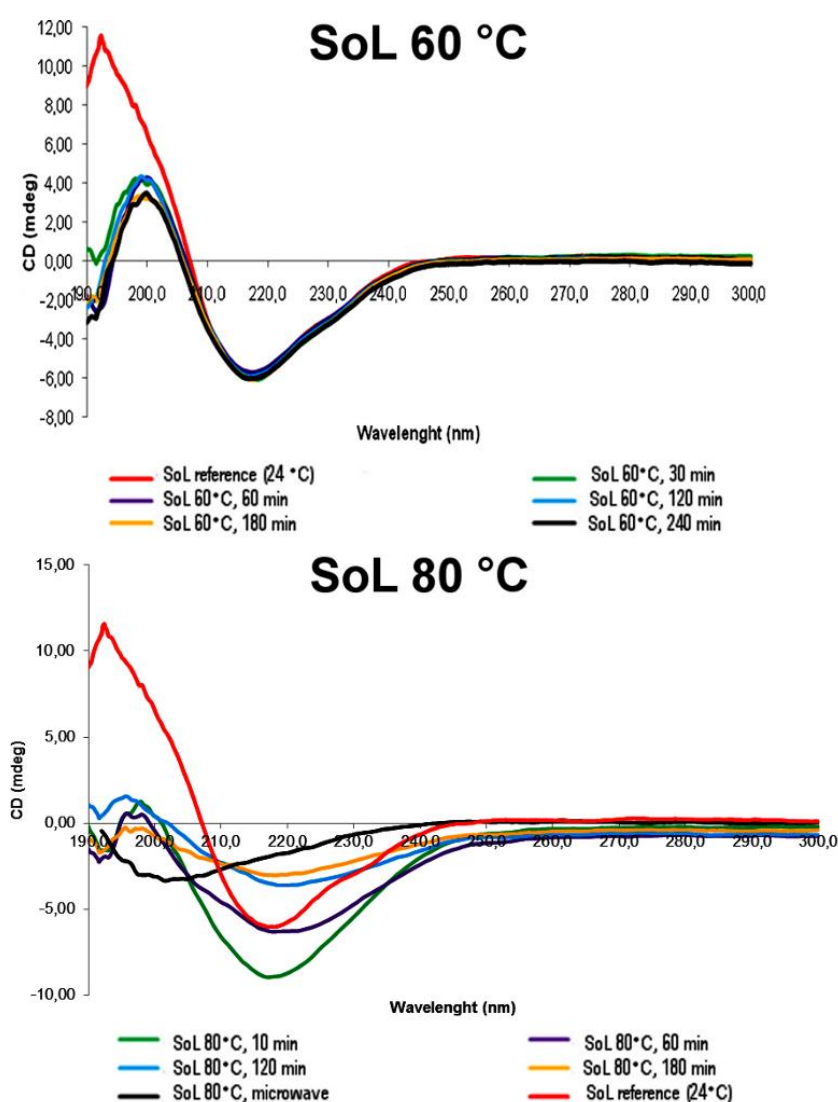 SoL 60 °C
12,00
10,00
8,00
6,00
4,00
2,00
0,00
-2,00
-4,00
-6,00
-8,00
CD (mdeg)
190,0 200,0 210,0 220,0 230,0 240,0 250,0 260,0 270,0 280,0 290,0 300,0
Wavelenght (nm)
SoL reference (24 °C) SoL 60°C, 30 min
SoL 60°C, 60 min SoL 60°C, 120 min
SoL 60°C, 180 min SoL 60°C, 240 min
SoL 80 °C
15,00
10,00
5,00
0,00
-5,00
-10,00
CD (mdeg)
190,0 200,0 210,0 220,0 230,0 240,0 250,0 260,0 270,0 280,0 290,0 300,0
Wavelenght (nm)
SoL 80°C, 10 min SoL 80°C, 60 min
SoL 80°C, 120 min SoL 80°C, 180 min
SoL 80°C, microwave SoL reference (24°C)